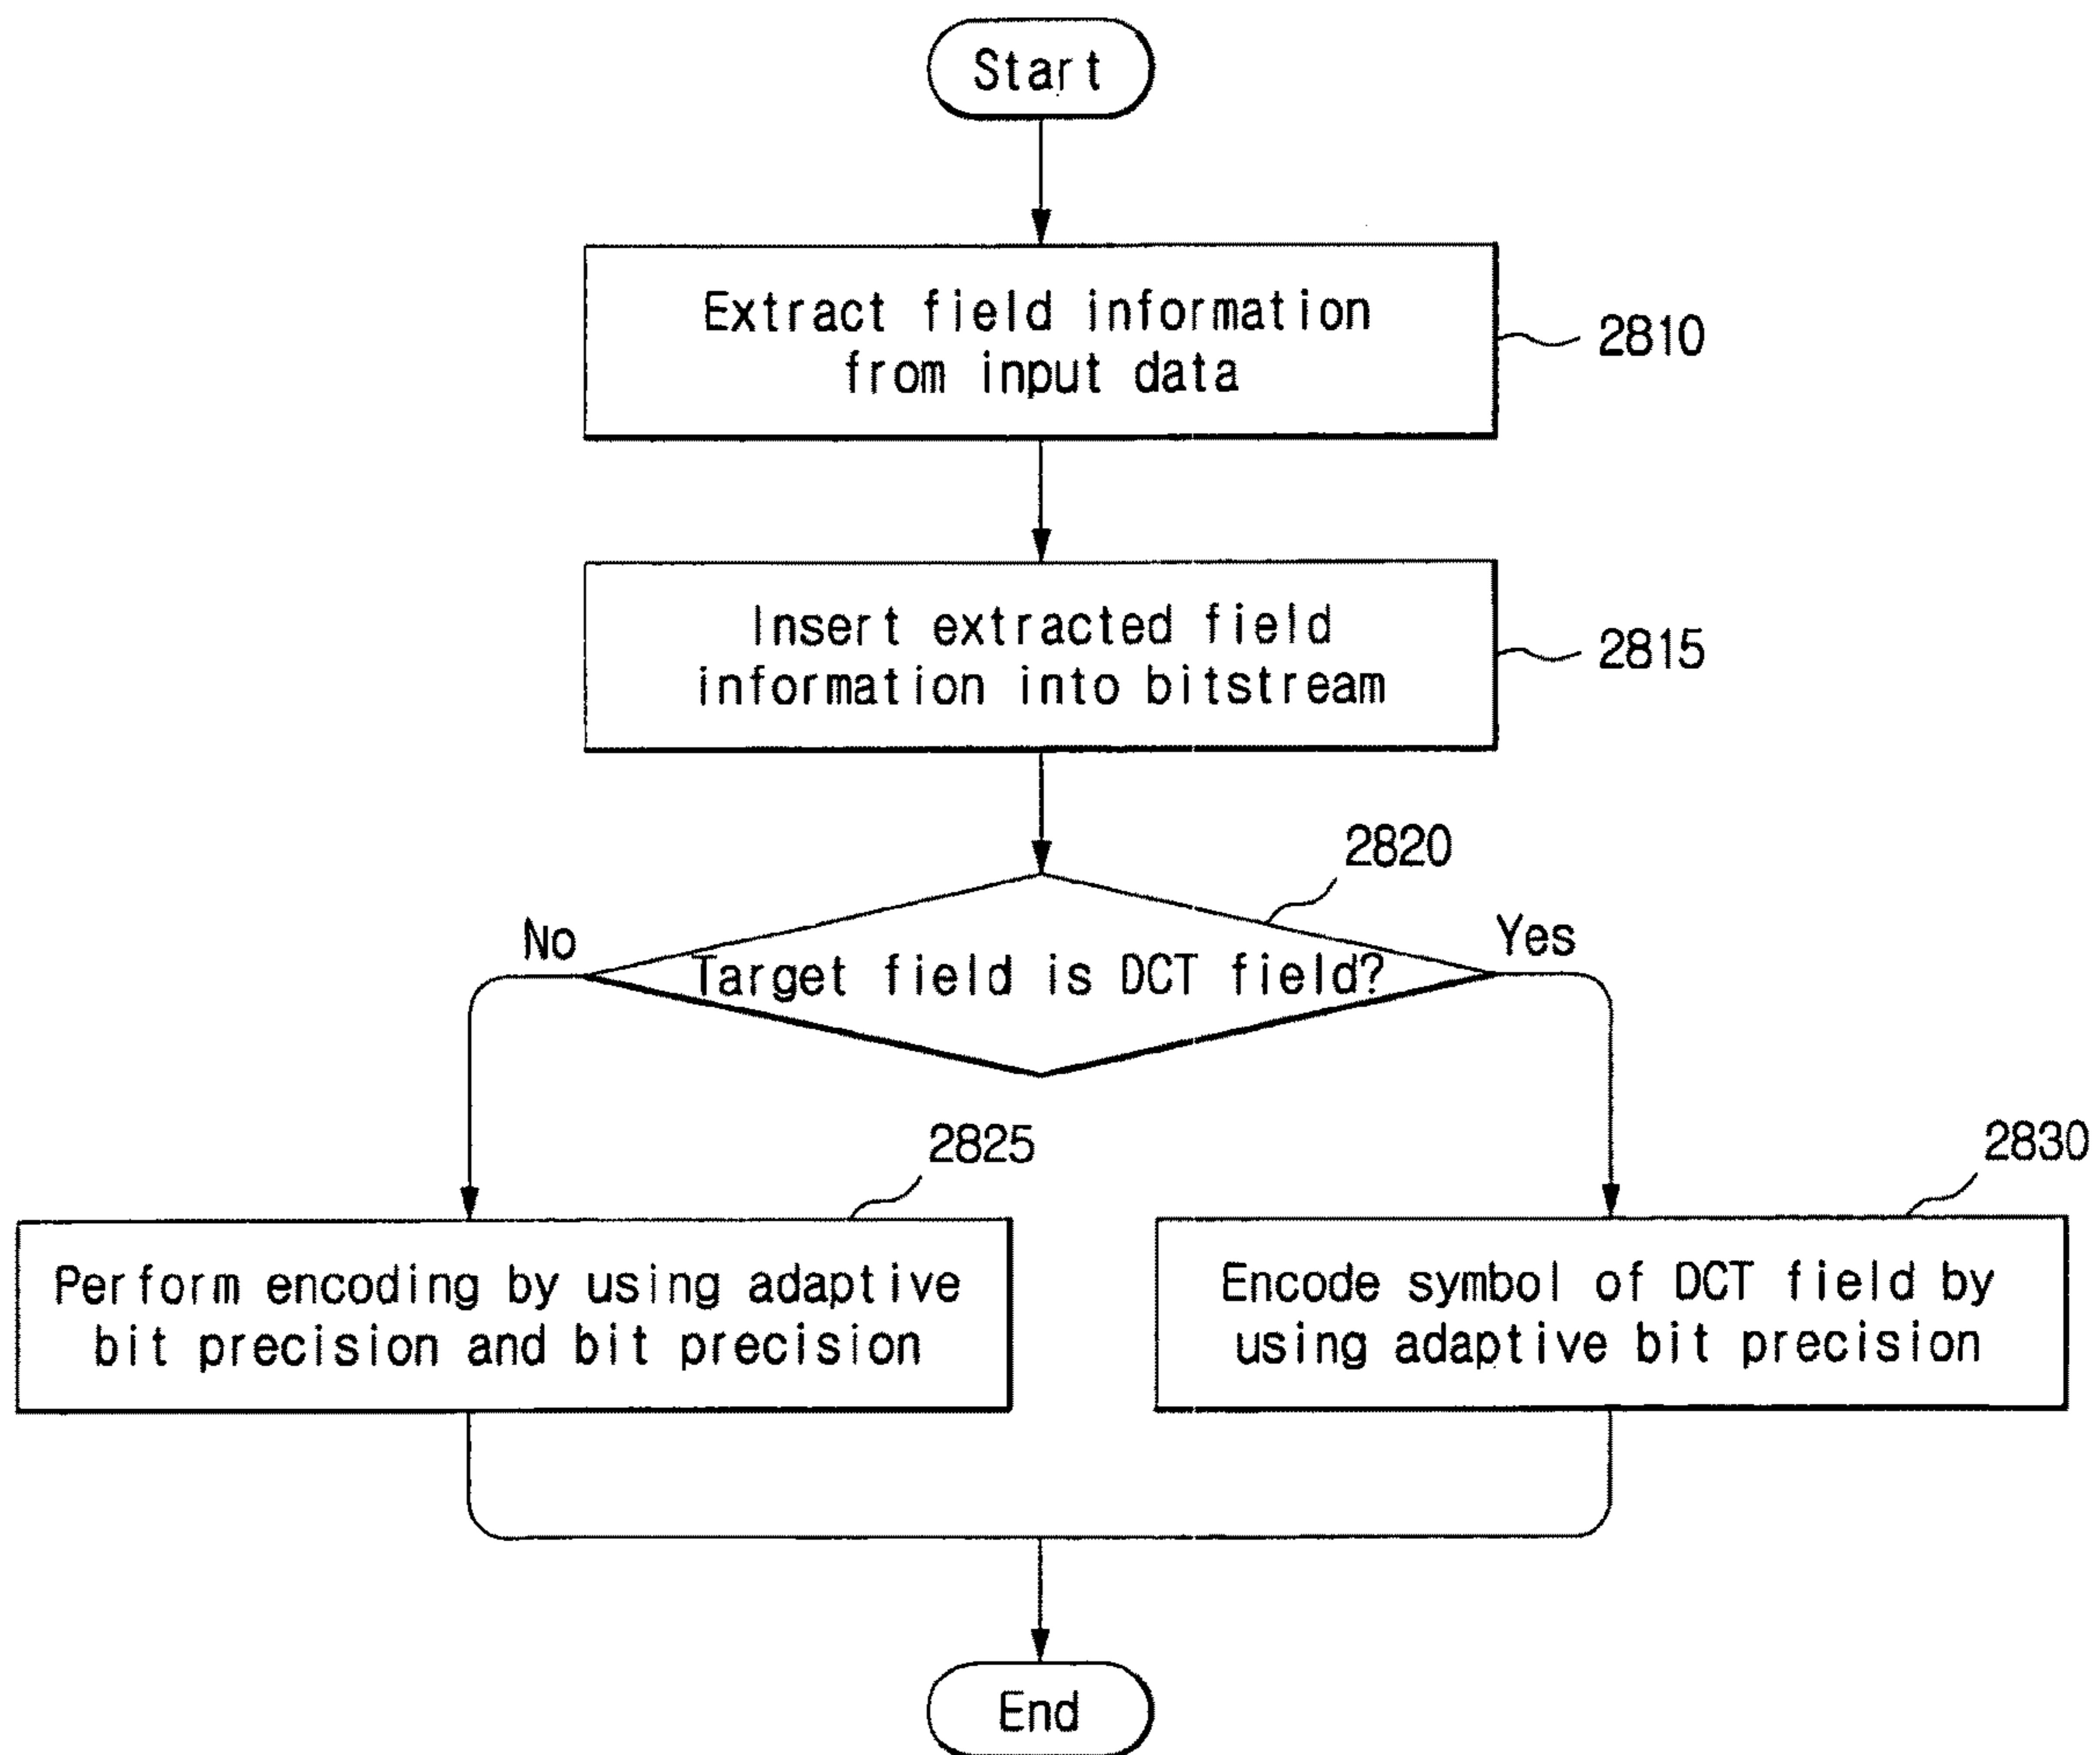 Start
Extract field information
from input data
2810
Insert extracted field
information into bitstream
2815
2820
No
Yes
Target field is DCT field?
2825
2830
Perform encoding by using adaptive
bit precision and bit precision
Encode symbol of DCT field by
using adaptive bit precision
End